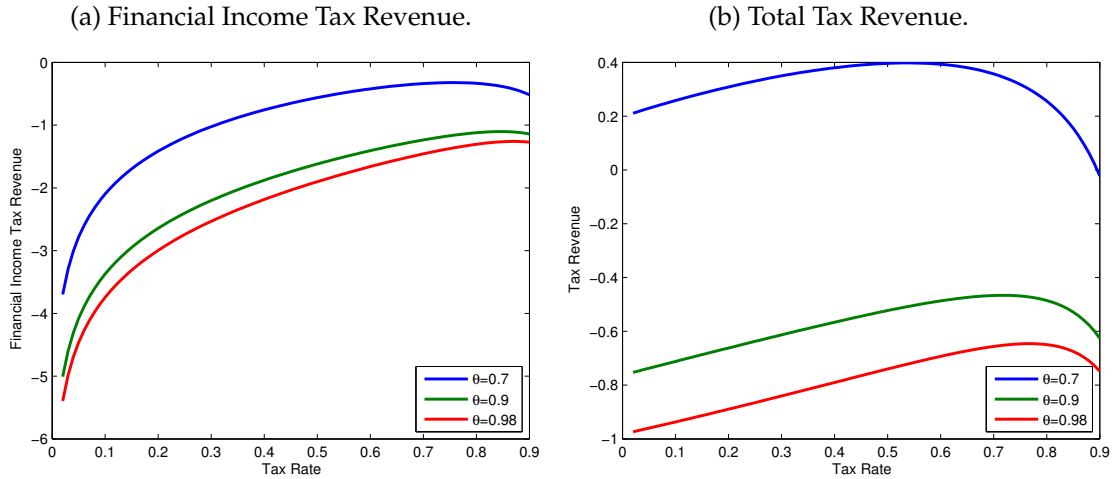 (a) Financial Income Tax Revenue.
0
−1
−2
−3
−4
−5
−6
Financial Income Tax Revenue
0
0.1
0.2
0.3
0.4
0.5
0.6
0.7
0.8
0.9
Tax Rate
θ=0.7
θ=0.9
θ=0.98
(b) Total Tax Revenue.
0.4
0.2
0
−0.2
−0.4
−0.6
−0.8
−1
Tax Revenue
0
0.1
0.2
0.3
0.4
0.5
0.6
0.7
0.8
0.9
Tax Rate
θ=0.7
θ=0.9
θ=0.98